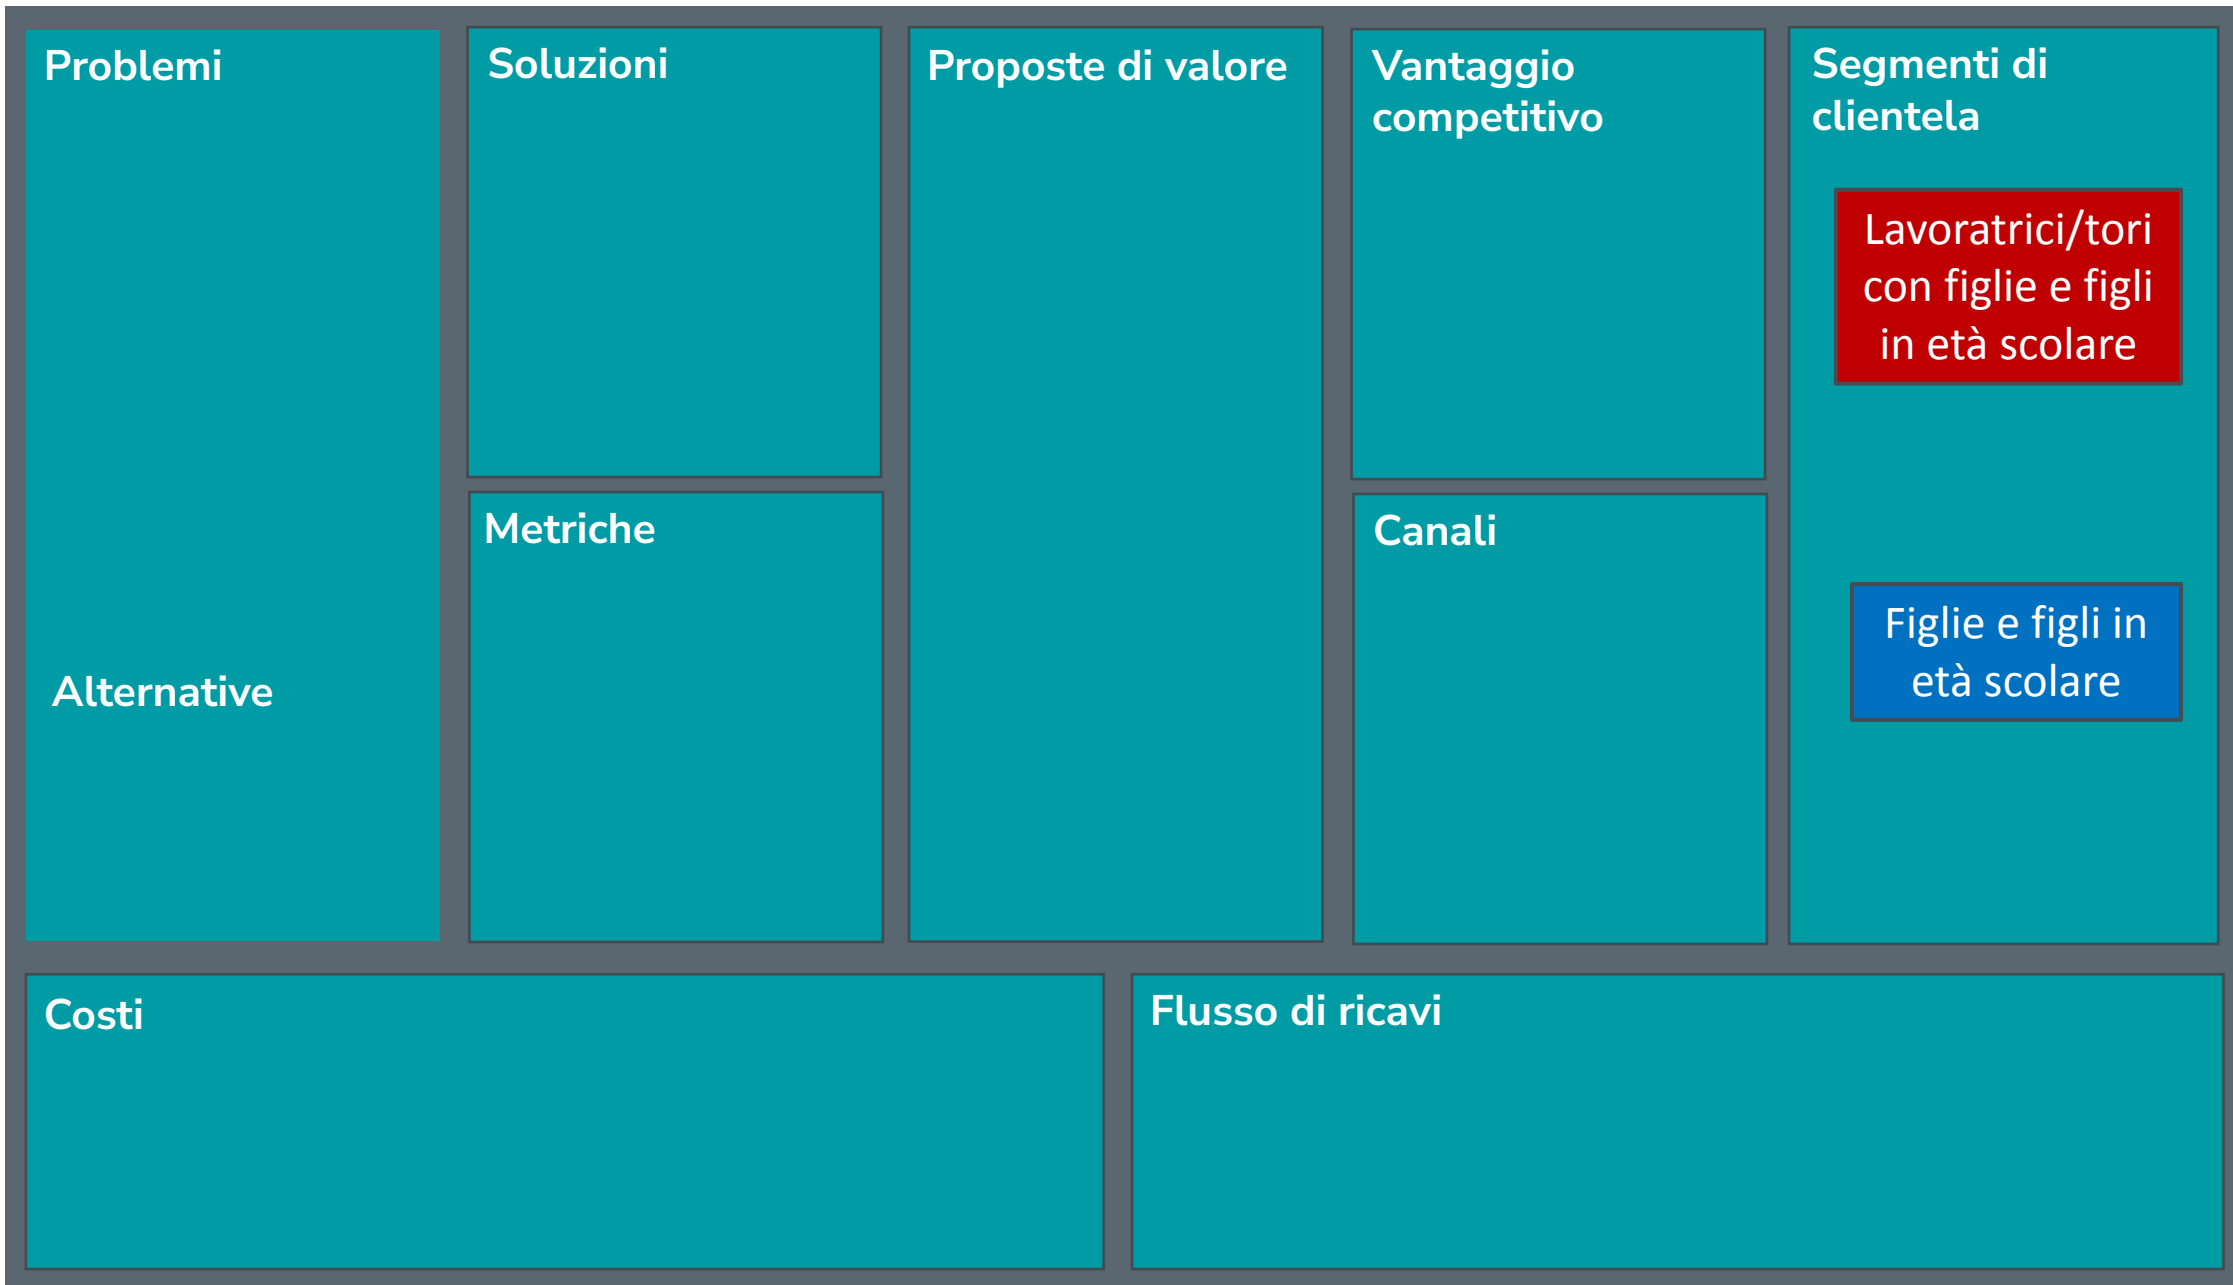 Problemi
Alternative
Soluzioni
Metriche
Proposte di valore
Vantaggio
competitivo
Canali
Segmenti di
clientela
Lavoratrici/tori
con figlie e figli
in età scolare
Figlie e figli in
età scolare
Costi
Flusso di ricavi